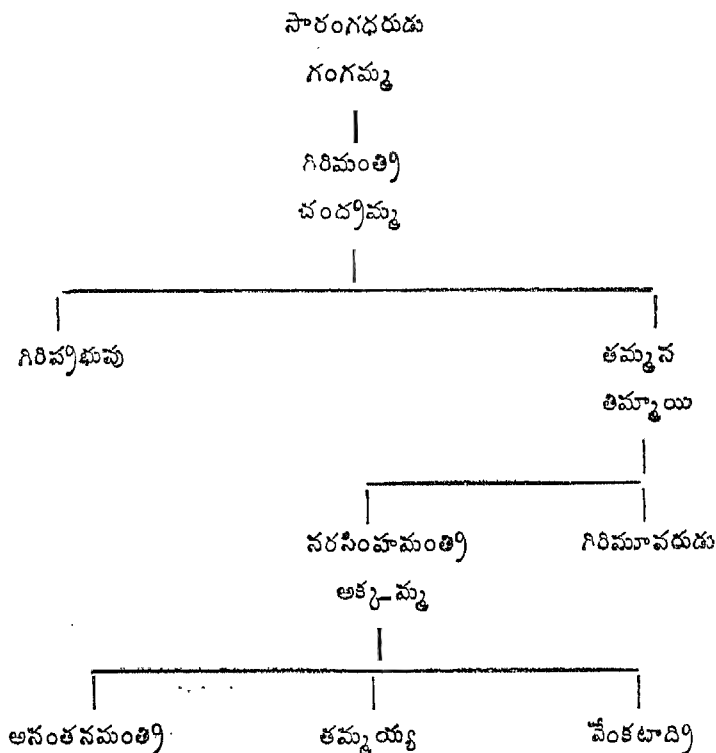 సారంగధరుడు
గంగమ్మ
గిరిమంత్రి
చంద్రమ్మ
గిరిప్రభువు తమ్మన
తిమ్మాయి
నరసింహమంత్రి గిరిమూవరుడు
అక్కమ్మ
అనంతనమంత్రి తమ్మయ్య వేంకటాద్రి